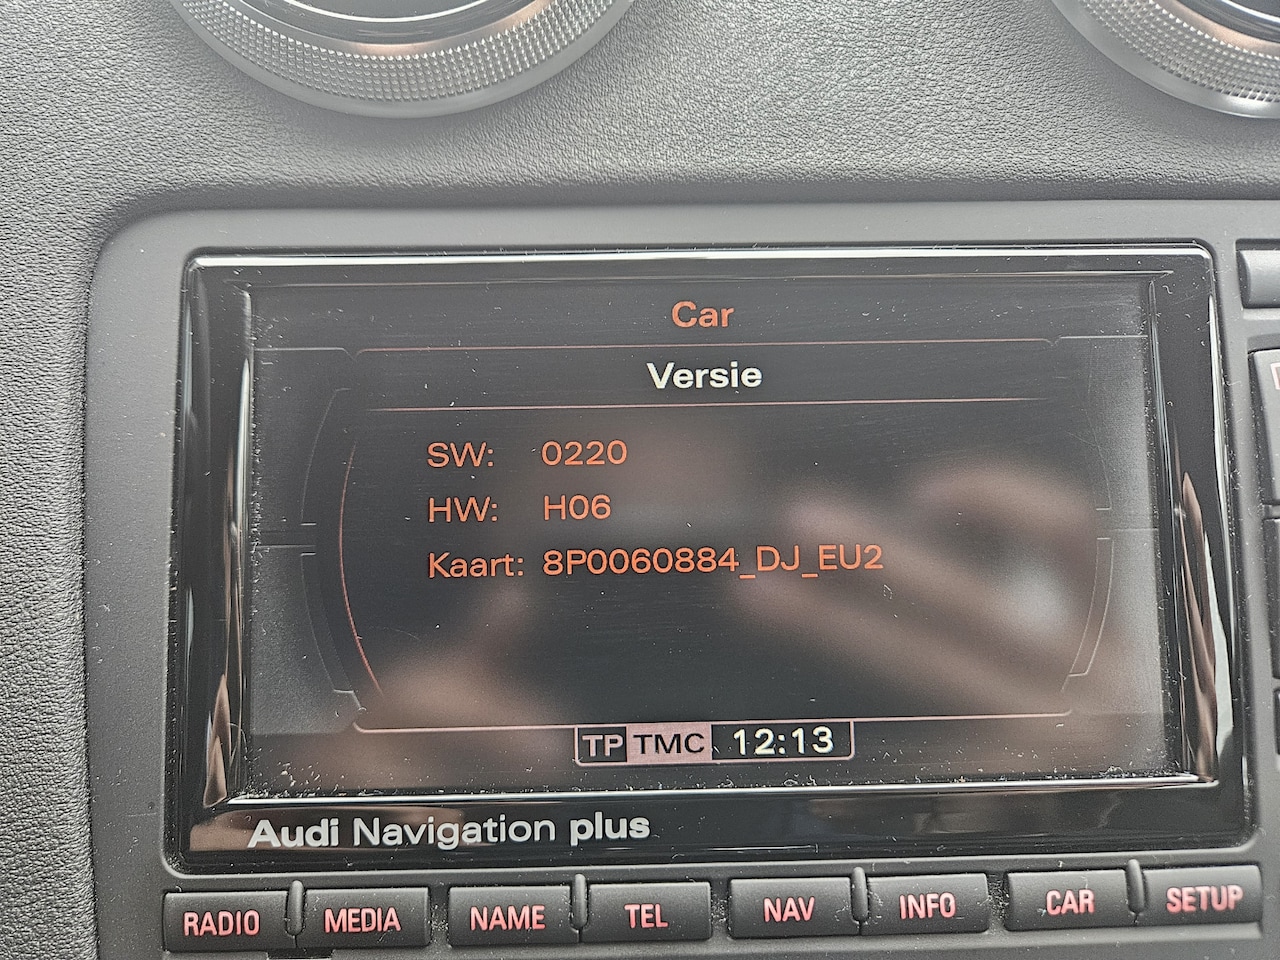 Car
Versie
SW: 0220
HW: H06
Kaart: 8P0060884_DJ_EU2
TP TMC 12:13
Audi Navigation plus
RADIO MEDIA NAME TEL NAV INFO CAR SETUP